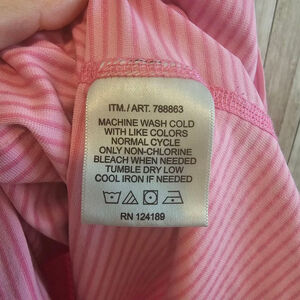 ITM./ART. 788863
MACHINE WASH COLD
WITH LIKE COLORS
NORMAL CYCLE
ONLY NON-CHLORINE
BLEACH WHEN NEEDED
TUMBLE DRY LOW
COOL IRON IF NEEDED
RN 124189